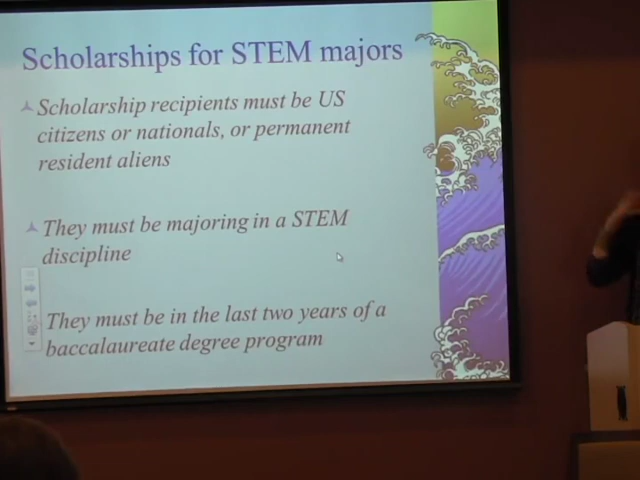 Scholarships for STEM majors
Scholarship recipients must be US
citizens or nationals, or permanent
resident aliens
They must be majoring in a STEM
discipline
They must be in the last two years of a
baccalaureate degree program